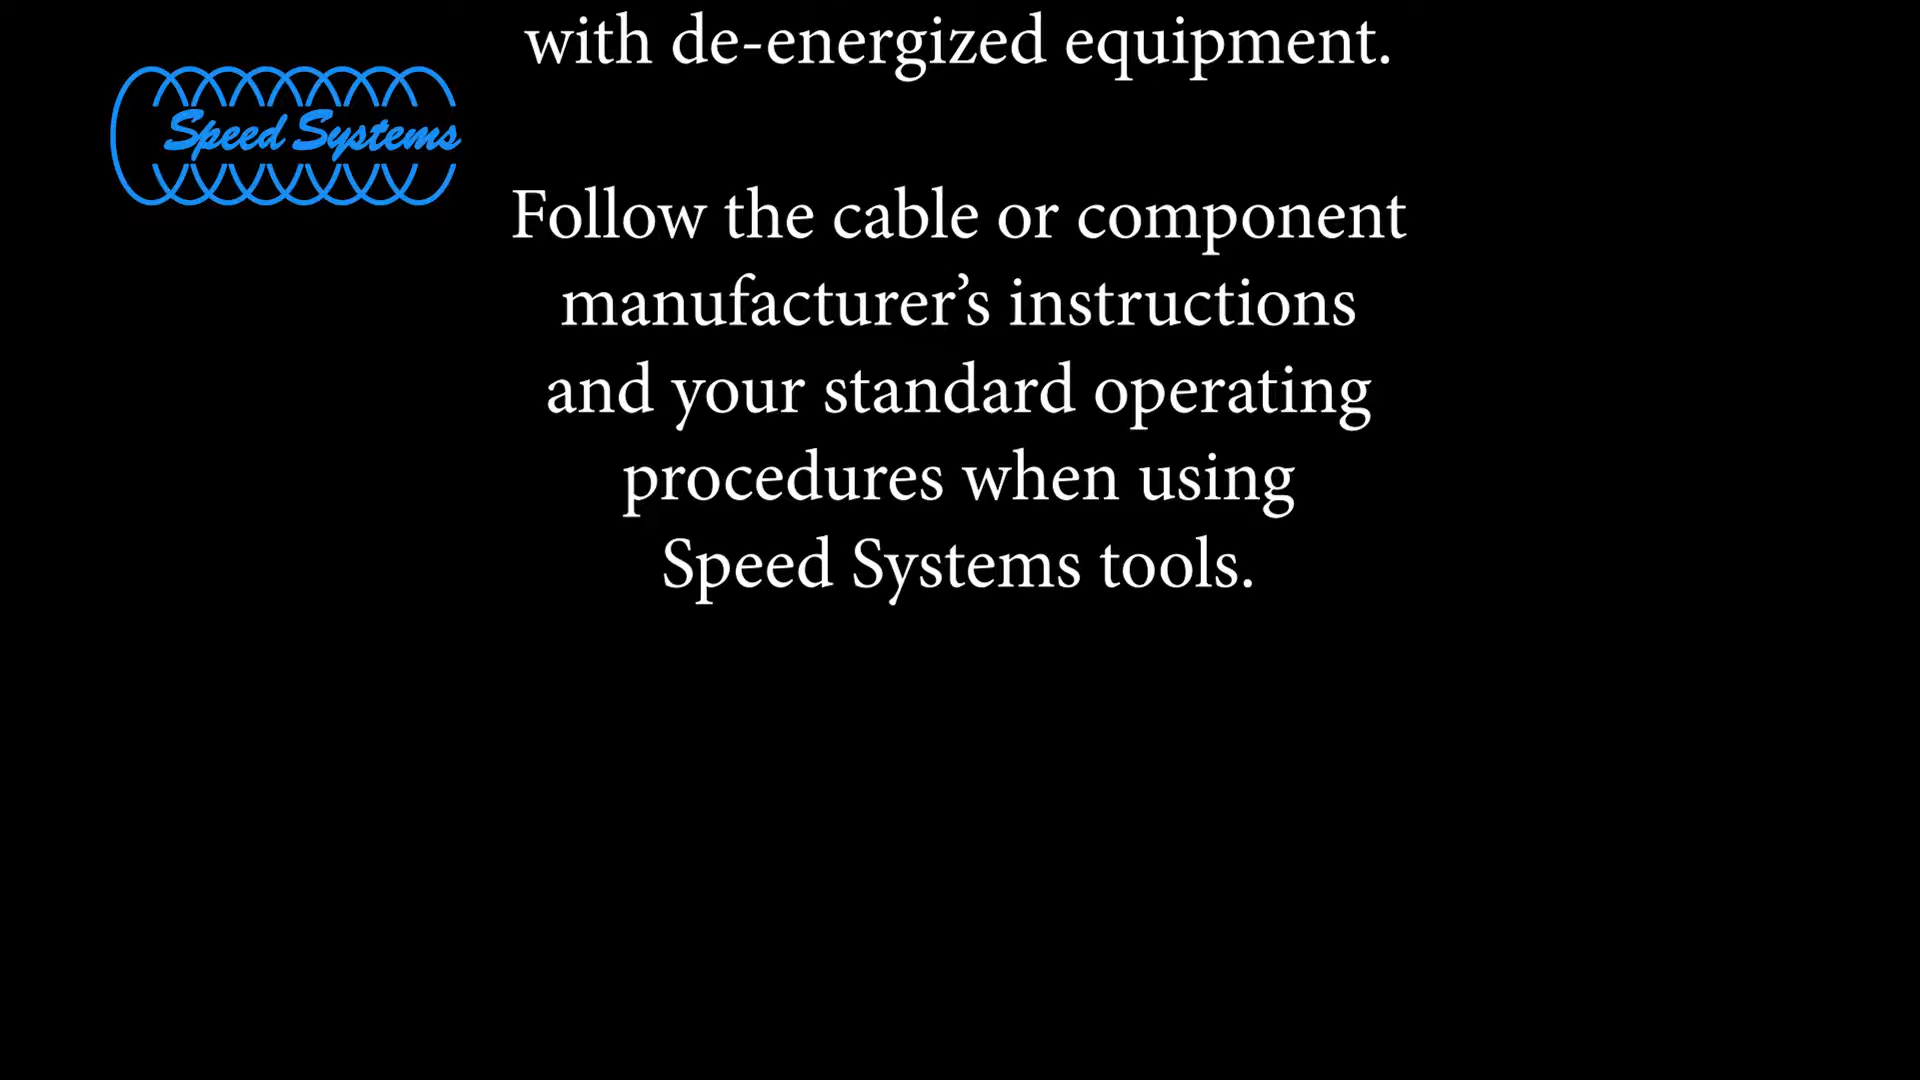 with de-energized equipment.
Speed Systems
Follow the cable or component
manufacturer’s instructions
and your standard operating
procedures when using
Speed Systems tools.